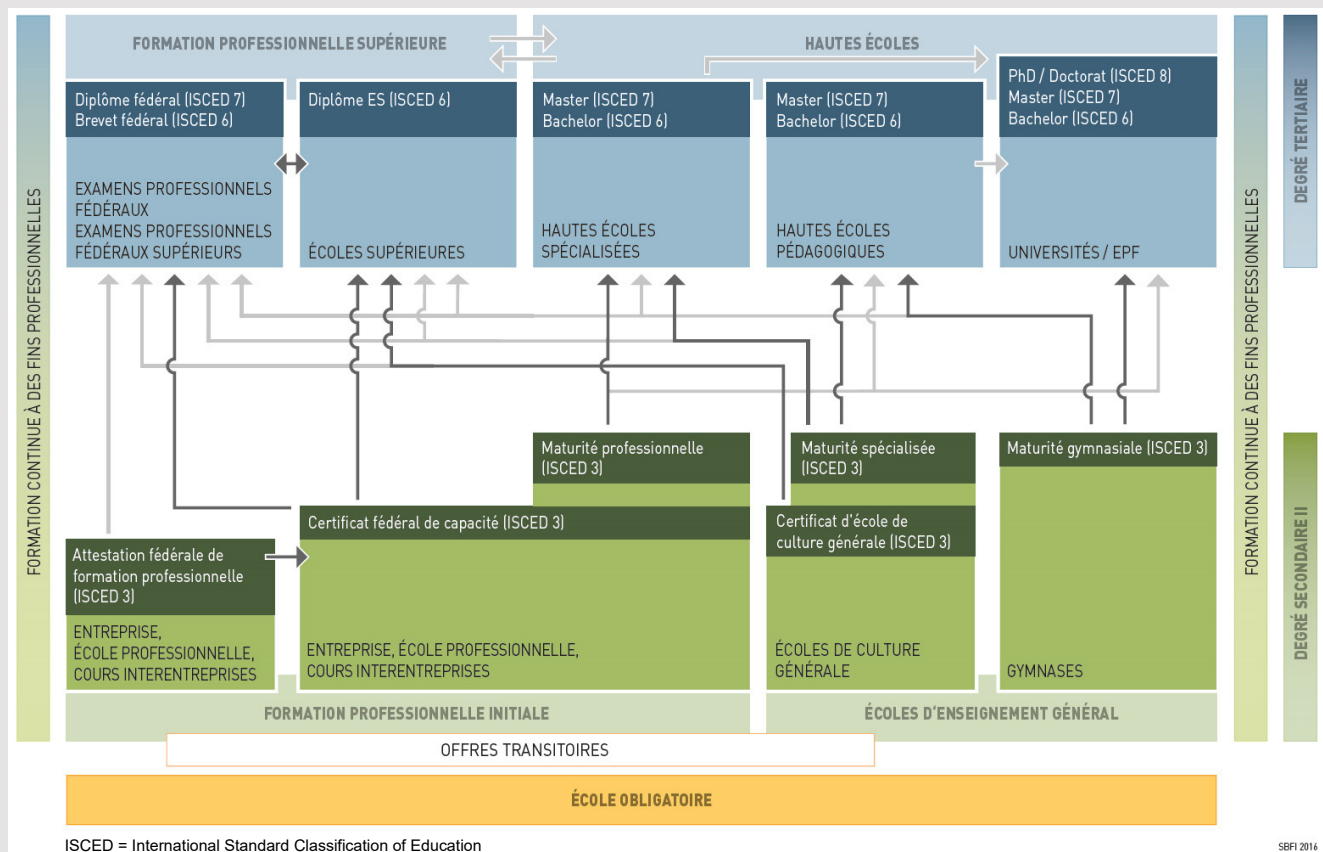 FORMATION PROFESSIONNELLE SUPÉRIEURE
HAUTES ÉCOLES
Diplôme fédéral (ISCED 7)
Brevet fédéral (ISCED 6)
Diplôme ES (ISCED 6)
Master (ISCED 7)
Bachelor (ISCED 6)
Master (ISCED 7)
Bachelor (ISCED 6)
PhD / Doctorat (ISCED 8)
Master (ISCED 7)
Bachelor (ISCED 6)
EXAMENS PROFESSIONNELS
FÉDÉRAUX
EXAMENS PROFESSIONNELS
FÉDÉRAUX SUPÉRIEURS
ÉCOLES SUPÉRIEURES
HAUTES ÉCOLES
SPÉCIALISÉES
HAUTES ÉCOLES
PÉDAGOGIQUES
UNIVERSITÉS / EPF
FORMATION CONTINUE À DES FINS PROFESSIONNELLES
FORMATION CONTINUE À DES FINS PROFESSIONNELLES
DEGRÉ TERTIAIRE
DEGRÉ SECONDAIRE II
Maturité professionnelle
(ISCED 3)
Maturité spécialisée
(ISCED 3)
Maturité gymnasiale (ISCED 3)
Certificat fédéral de capacité (ISCED 3)
Certificat d'école de
culture générale (ISCED 3)
Attestation fédérale de
formation professionnelle
(ISCED 3)
ENTREPRISE,
ÉCOLE PROFESSIONNELLE,
COURS INTERENTREPRISES
ENTREPRISE, ÉCOLE PROFESSIONNELLE,
COURS INTERENTREPRISES
ÉCOLES DE CULTURE
GÉNÉRALE
GYMNASES
FORMATION PROFESSIONNELLE INITIALE
ÉCOLES D'ENSEIGNEMENT GÉNÉRAL
OFFRES TRANSITOIRES
ÉCOLE OBLIGATOIRE
ISCED = International Standard Classification of Education
SBFI 2016